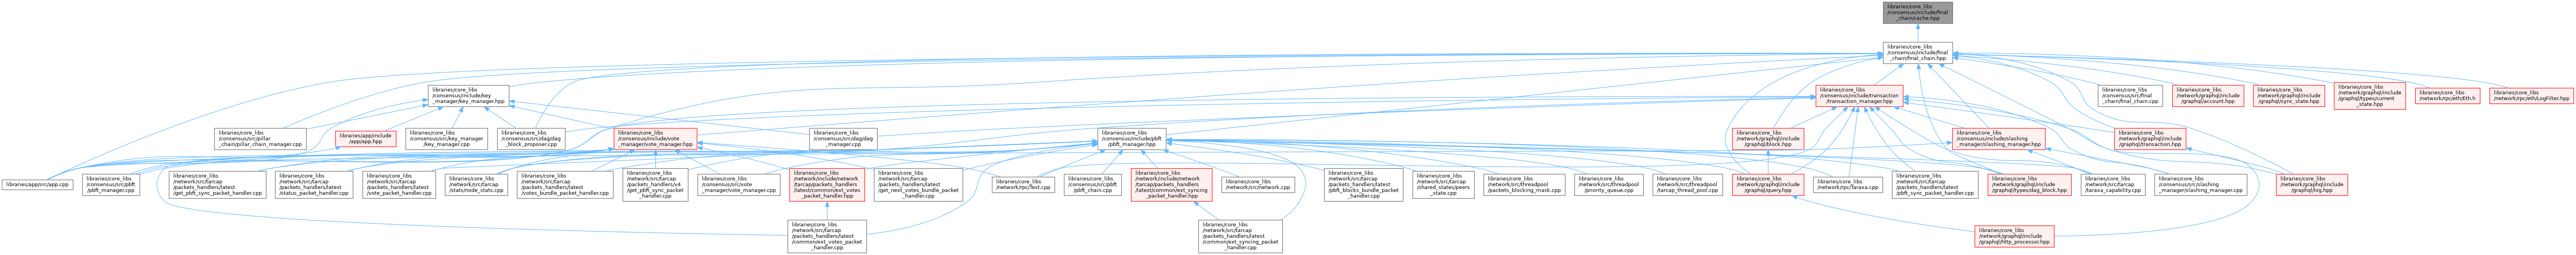 libraries/core_libs
/consensus/include/final
_chain/cache.hpp
libraries/core_libs
/consensus/include/final
_chain/final_chain.hpp
libraries/core_libs
/consensus/include/key
_manager/key_manager.hpp
libraries/core_libs
/consensus/include/transaction
/transaction_manager.hpp
libraries/core_libs
/consensus/src/final
_chain/final_chain.cpp
libraries/core_libs
/network/graphql/include
/graphql/account.hpp
libraries/core_libs
/network/graphql/include
/graphql/sync_state.hpp
libraries/core_libs
/network/graphql/include
/graphql/types/current
_state.hpp
libraries/core_libs
/network/rpc/eth/Eth.h
libraries/core_libs
/network/rpc/eth/LogFilter.hpp
libraries/core_libs
/consensus/src/pillar
_chain/pillar_chain_manager.cpp
libraries/app/include
/app/app.hpp
libraries/core_libs
/consensus/src/key_manager
/key_manager.cpp
libraries/core_libs
/consensus/src/dag/dag
_block_proposer.cpp
libraries/core_libs
/consensus/include/vote
_manager/vote_manager.hpp
libraries/core_libs
/consensus/src/dag/dag
_manager.cpp
libraries/core_libs
/consensus/include/pbft
/pbft_manager.hpp
libraries/core_libs
/network/graphql/include
/graphql/block.hpp
libraries/core_libs
/consensus/include/slashing
_manager/slashing_manager.hpp
libraries/core_libs
/network/graphql/include
/graphql/transaction.hpp
libraries/app/src/app.cpp
libraries/core_libs
/consensus/src/pbft
/pbft_manager.cpp
libraries/core_libs
/network/src/tarcap
/packets_handlers/latest
/get_pbft_sync_packet_handler.cpp
libraries/core_libs
/network/src/tarcap
/packets_handlers/latest
/status_packet_handler.cpp
libraries/core_libs
/network/src/tarcap
/packets_handlers/latest
/vote_packet_handler.cpp
libraries/core_libs
/network/src/tarcap
/stats/node_stats.cpp
libraries/core_libs
/network/src/tarcap
/packets_handlers/latest
/votes_bundle_packet_handler.cpp
libraries/core_libs
/network/src/tarcap
/packets_handlers/v4
/get_pbft_sync_packet
_handler.cpp
libraries/core_libs
/consensus/src/vote
_manager/vote_manager.cpp
libraries/core_libs
/network/include/network
/tarcap/packets_handlers
/latest/common/ext_votes
_packet_handler.hpp
libraries/core_libs
/network/src/tarcap
/packets_handlers/latest
/get_next_votes_bundle_packet
_handler.cpp
libraries/core_libs
/network/rpc/Test.cpp
libraries/core_libs
/consensus/src/pbft
/pbft_chain.cpp
libraries/core_libs
/network/include/network
/tarcap/packets_handlers
/latest/common/ext_syncing
_packet_handler.hpp
libraries/core_libs
/network/src/network.cpp
libraries/core_libs
/network/src/tarcap
/packets_handlers/latest
/pbft_blocks_bundle_packet
_handler.cpp
libraries/core_libs
/network/src/tarcap
/shared_states/peers
_state.cpp
libraries/core_libs
/network/src/threadpool
/packets_blocking_mask.cpp
libraries/core_libs
/network/src/threadpool
/priority_queue.cpp
libraries/core_libs
/network/src/threadpool
/tarcap_thread_pool.cpp
libraries/core_libs
/network/graphql/include
/graphql/query.hpp
libraries/core_libs
/network/rpc/Taraxa.cpp
libraries/core_libs
/network/src/tarcap
/packets_handlers/latest
/pbft_sync_packet_handler.cpp
libraries/core_libs
/network/graphql/include
/graphql/types/dag_block.hpp
libraries/core_libs
/network/src/tarcap
/taraxa_capability.cpp
libraries/core_libs
/consensus/src/slashing
_manager/slashing_manager.cpp
libraries/core_libs
/network/graphql/include
/graphql/log.hpp
libraries/core_libs
/network/src/tarcap
/packets_handlers/latest
/common/ext_votes_packet
_handler.cpp
libraries/core_libs
/network/src/tarcap
/packets_handlers/latest
/common/ext_syncing_packet
_handler.cpp
libraries/core_libs
/network/graphql/include
/graphql/http_processor.hpp